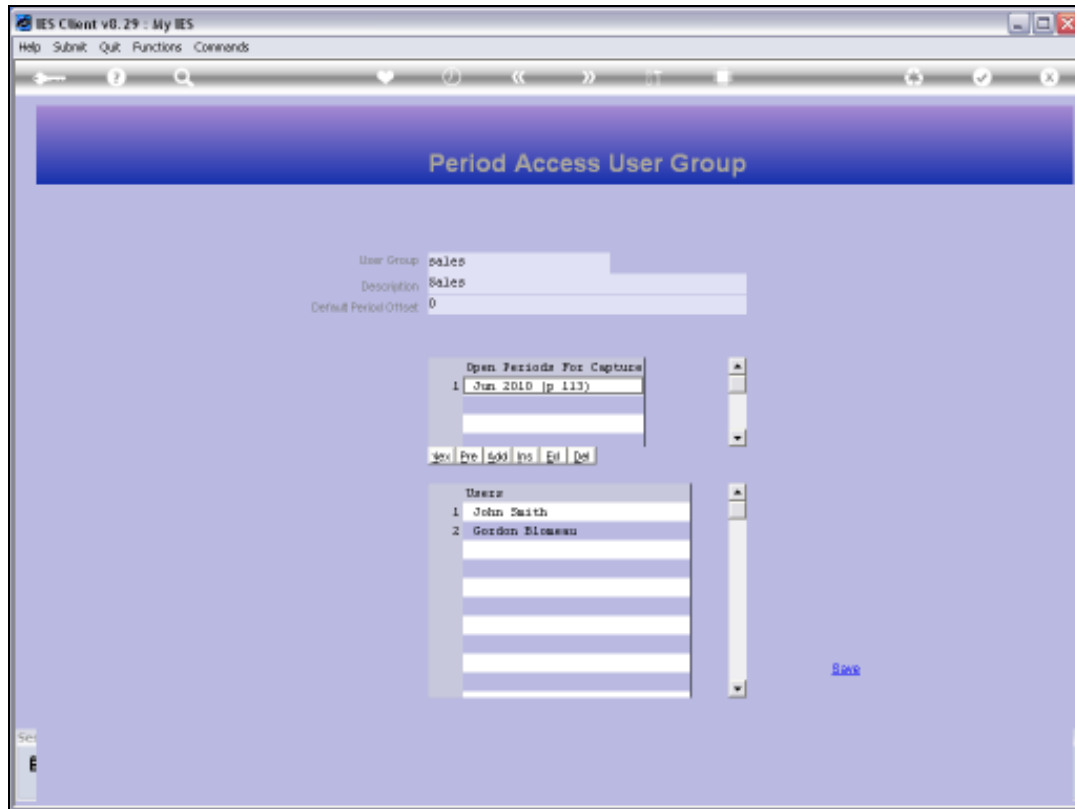 IES Client v8.29 : My IES
Help Submit Quit Functions Commands
Period Access User Group
User Group sales
Description Sales
Default Period Offset 0
Open Periods For Capture
1 Jun 2010 (p 113)
Nex Pre Add Ins Del
Users
1 John Smith
2 Gordon Blomeau
Save